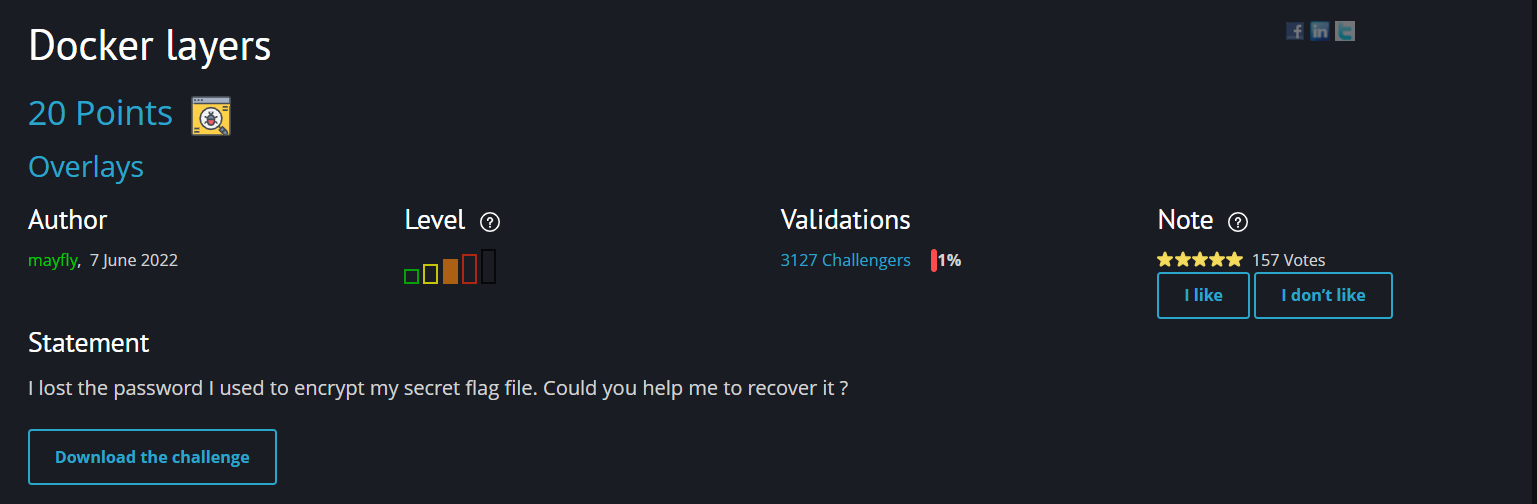 Docker layers
20 Points
Overlays
Author
Level
Validations
Note
mayfly, 7 June 2022
3127 Challengers 1%
157 Votes
I like
I don’t like
Statement
I lost the password I used to encrypt my secret flag file. Could you help me to recover it ?
Download the challenge